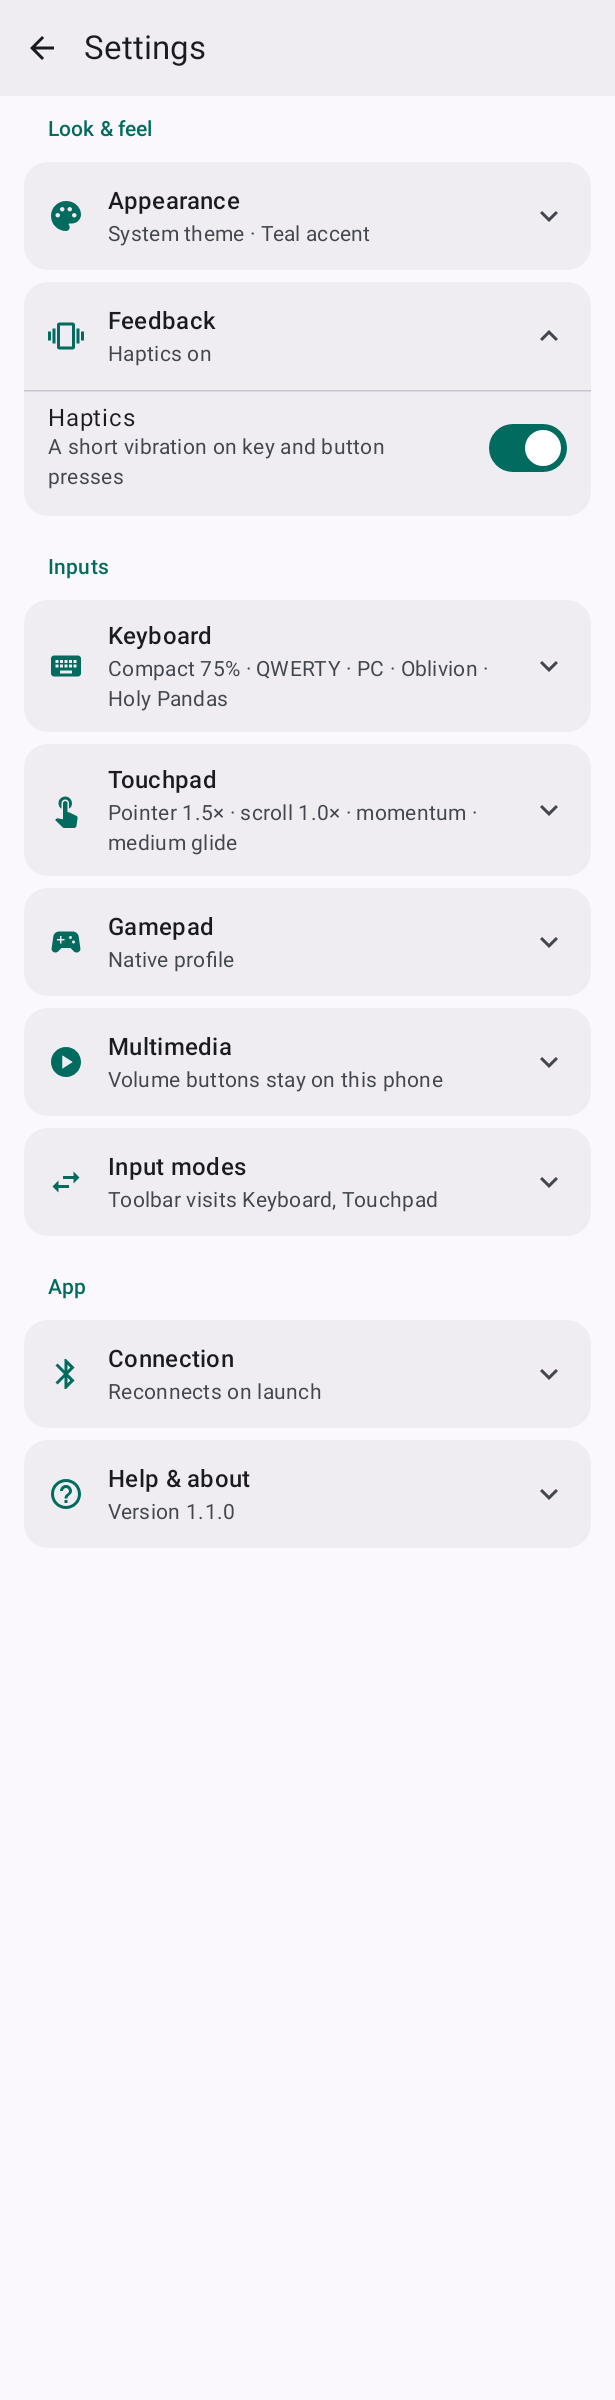 Settings
Look & feel
Appearance
System theme · Teal accent
Feedback
Haptics on
Haptics
A short vibration on key and button
presses
Inputs
Keyboard
Compact 75% · QWERTY · PC · Oblivion ·
Holy Pandas
Touchpad
Pointer 1.5× · scroll 1.0× · momentum ·
medium glide
Gamepad
Native profile
Multimedia
Volume buttons stay on this phone
Input modes
Toolbar visits Keyboard, Touchpad
App
Connection
Reconnects on launch
Help & about
Version 1.1.0